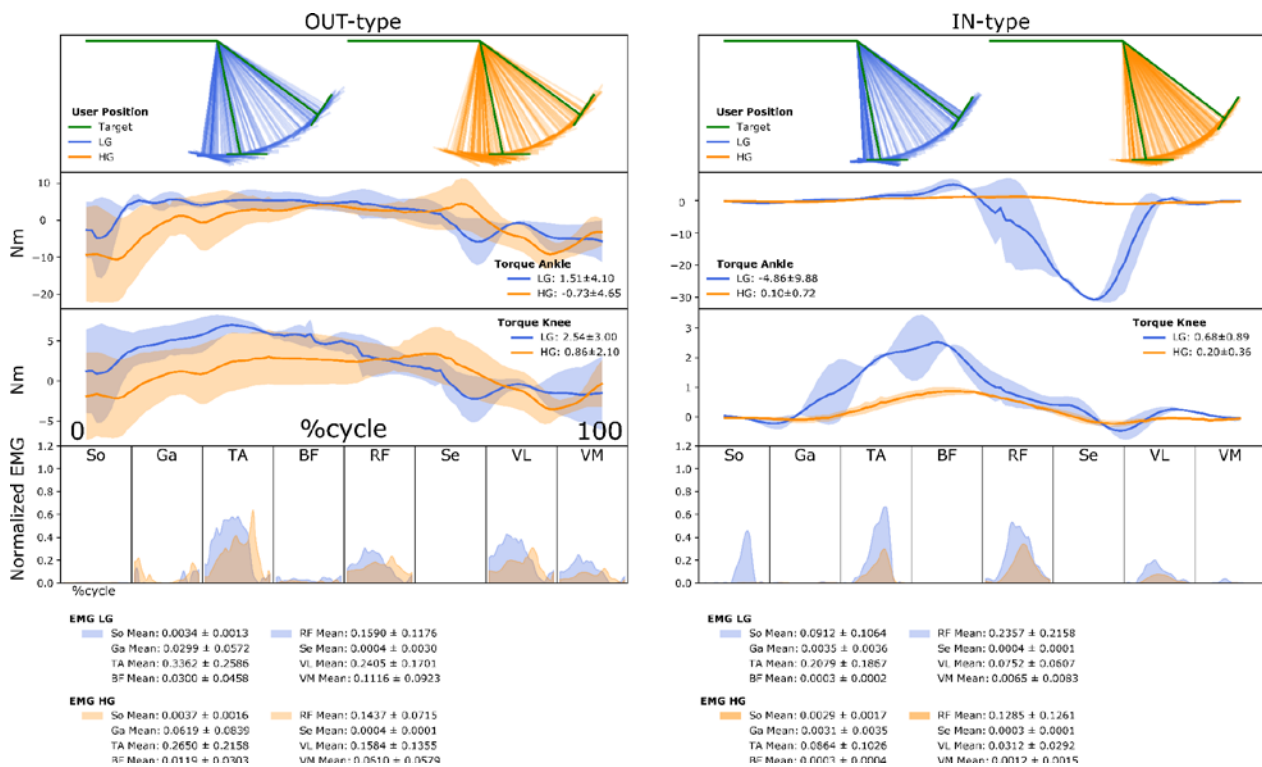 OUT-type
User Position
Target
LG
HG
10
0
−10
−20
Nm
Torque Ankle
LG: 1.51±4.10
HG: -0.73±4.65
Torque Knee
LG: 2.54±3.00
HG: 0.86±2.10
5
0
−5
Nm
0 %cycle 100
So Ga TA BF RF Se VL VM
1.2
1.0
0.8
0.6
0.4
0.2
0.0
Normalized EMG
%cycle
EMG LG
So Mean: 0.0034 ± 0.0013 RF Mean: 0.1590 ± 0.1176
Ga Mean: 0.0299 ± 0.0572 Se Mean: 0.0004 ± 0.0030
TA Mean: 0.3362 ± 0.2586 VL Mean: 0.2405 ± 0.1701
BF Mean: 0.0300 ± 0.0458 VM Mean: 0.1116 ± 0.0923
EMG HG
So Mean: 0.0037 ± 0.0016 RF Mean: 0.1437 ± 0.0715
Ga Mean: 0.0619 ± 0.0839 Se Mean: 0.0004 ± 0.0001
TA Mean: 0.2650 ± 0.2158 VL Mean: 0.1584 ± 0.1355
BF Mean: 0.0119 ± 0.0303 VM Mean: 0.0610 ± 0.0579
IN-type
User Position
Target
LG
HG
0
−10
−20
−30
Nm
Torque Ankle
LG: -4.86±9.88
HG: 0.10±0.72
Torque Knee
LG: 0.68±0.89
HG: 0.20±0.36
3
2
1
0
Nm
So Ga TA BF RF Se VL VM
1.2
1.0
0.8
0.6
0.4
0.2
0.0
EMG LG
So Mean: 0.0912 ± 0.1064 RF Mean: 0.2357 ± 0.2158
Ga Mean: 0.0035 ± 0.0036 Se Mean: 0.0004 ± 0.0001
TA Mean: 0.2079 ± 0.1867 VL Mean: 0.0752 ± 0.0607
BF Mean: 0.0003 ± 0.0002 VM Mean: 0.0065 ± 0.0083
EMG HG
So Mean: 0.0029 ± 0.0017 RF Mean: 0.1285 ± 0.1261
Ga Mean: 0.0031 ± 0.0035 Se Mean: 0.0003 ± 0.0001
TA Mean: 0.0864 ± 0.1026 VL Mean: 0.0312 ± 0.0292
BF Mean: 0.0003 ± 0.0004 VM Mean: 0.0012 ± 0.0015